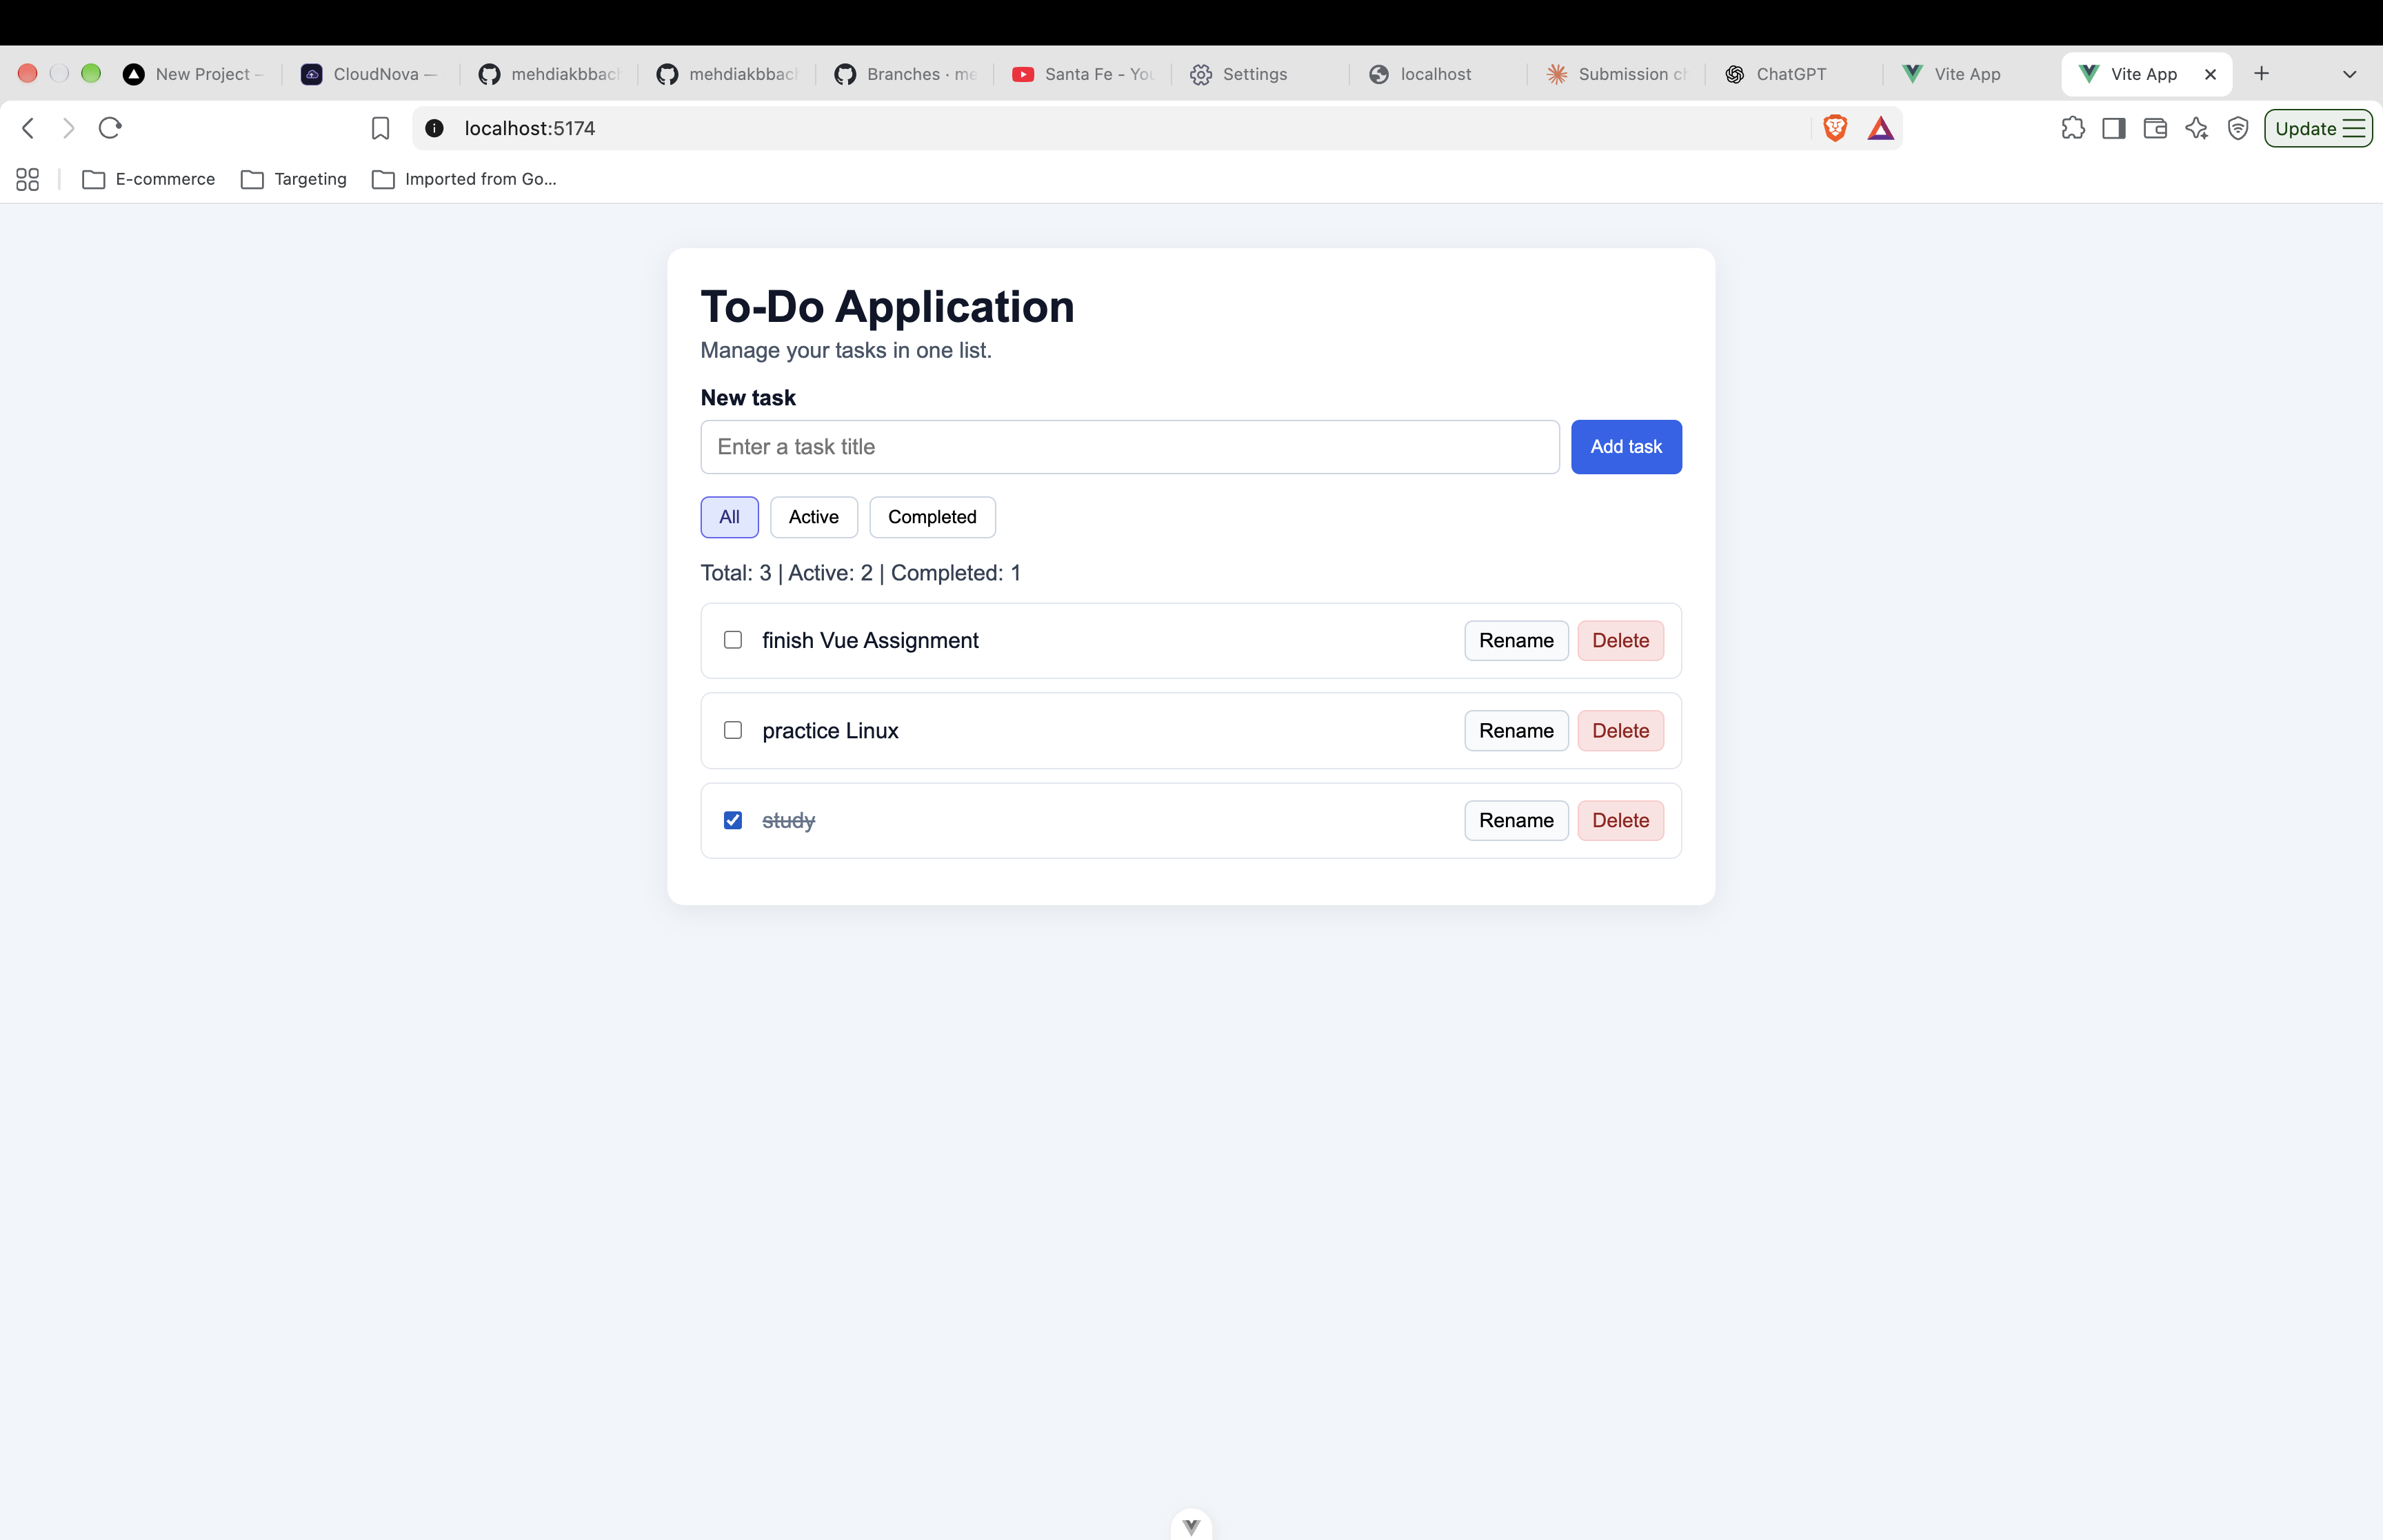 New Project —
CloudNova —
mehdiakbbach
mehdiakbbach
Branches · me
Santa Fe - You
Settings
localhost
Submission ch
ChatGPT
Vite App
Vite App
localhost:5174
Update
E-commerce
Targeting
Imported from Go...
To-Do Application
Manage your tasks in one list.
New task
Enter a task title
Add task
All
Active
Completed
Total: 3 | Active: 2 | Completed: 1
finish Vue Assignment
Rename
Delete
practice Linux
Rename
Delete
study
Rename
Delete